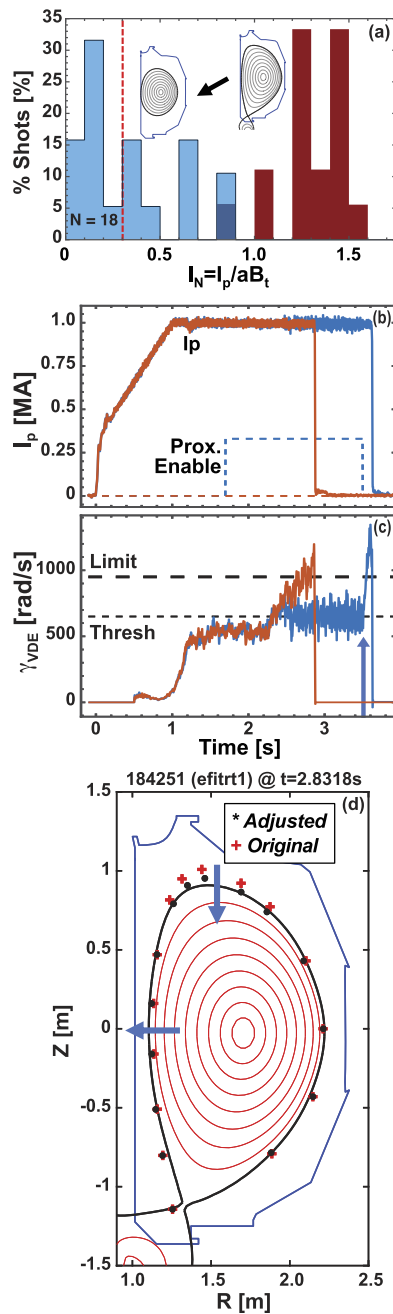 (a)
% Shots [%]
35
30
25
20
15
10
5
0
N = 18
0 0.5 1.0 1.5
I_N=I_p/aB_t
(b)
I_p [MA]
1.0
0.75
0.50
0.25
0
Ip
Prox.
Enable
(c)
γ_VDE [rad/s]
1000
500
0
Limit
Thresh
0 1 2 3
Time [s]
184251 (efitrt1) @ t=2.8318s
(d)
* Adjusted
+ Original
Z [m]
1.5
1
0.5
0
-0.5
-1
-1.5
1.0 1.5 2.0 2.5
R [m]